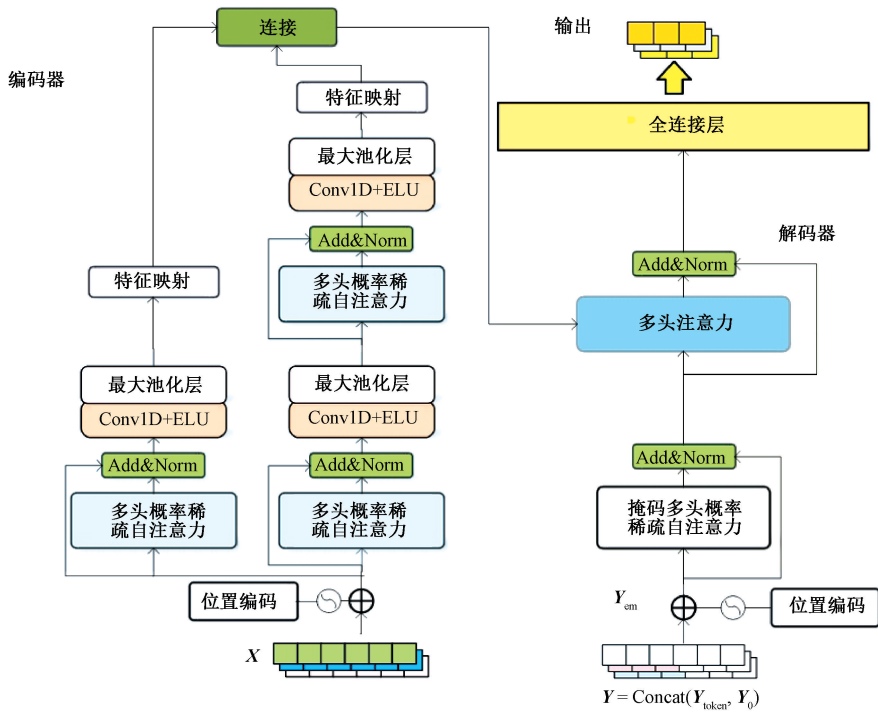 连接
编码器
特征映射
最大池化层
Conv1D+ELU
Add&Norm
多头概率稀
疏自注意力
特征映射
最大池化层
Conv1D+ELU
Add&Norm
多头概率稀
疏自注意力
最大池化层
Conv1D+ELU
Add&Norm
多头概率稀
疏自注意力
位置编码
X
输出
全连接层
解码器
Add&Norm
多头注意力
Add&Norm
掩码多头概率
稀疏自注意力
Yem
位置编码
Y = Concat(Ytoken, Y0)